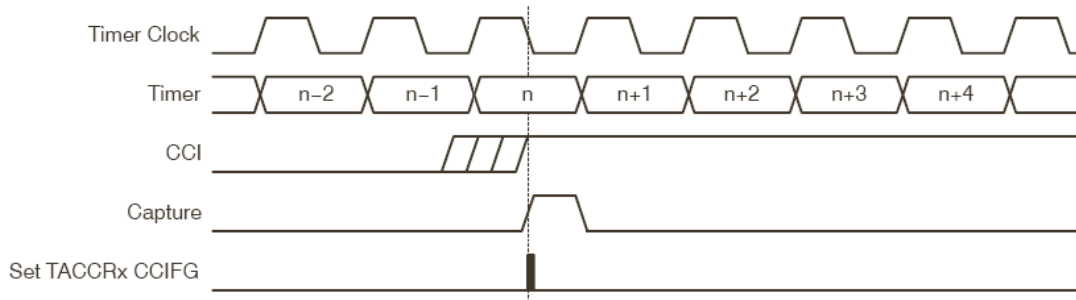 Timer Clock
Timer n−2 n−1 n n+1 n+2 n+3 n+4
CCI
Capture
Set TACCRx CCIFG